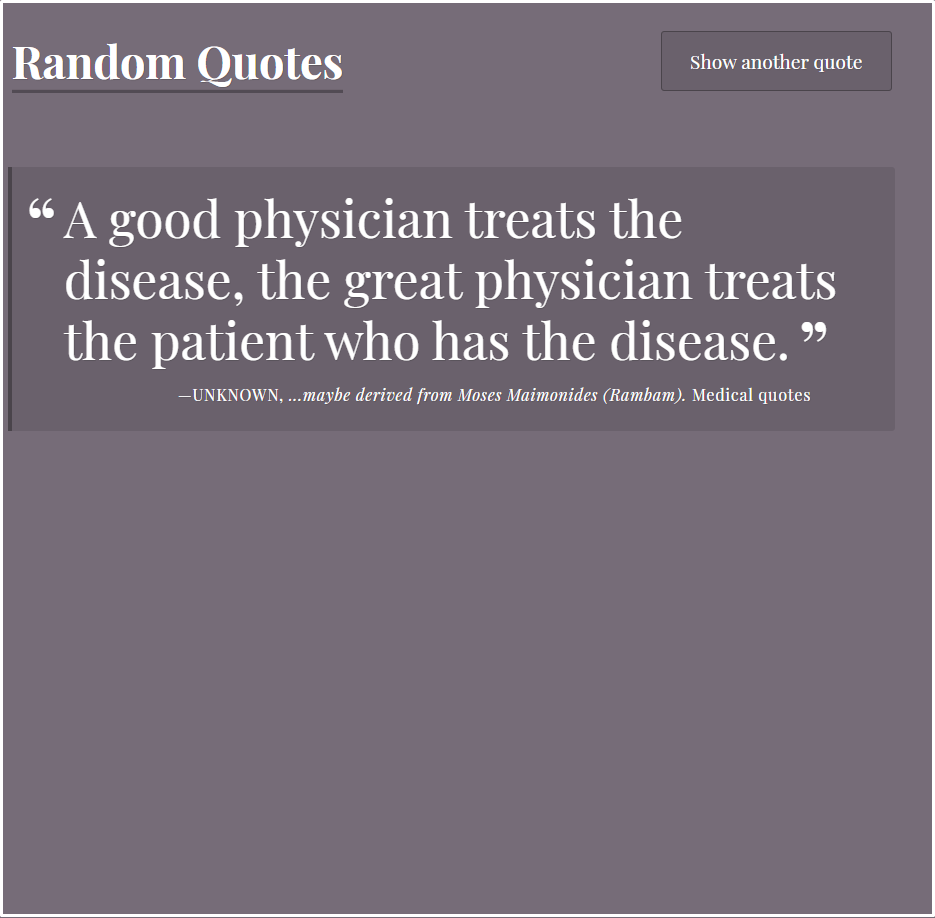 Random Quotes
Show another quote
“ A good physician treats the
disease, the great physician treats
the patient who has the disease. ”
—UNKNOWN, ...maybe derived from Moses Maimonides (Rambam). Medical quotes